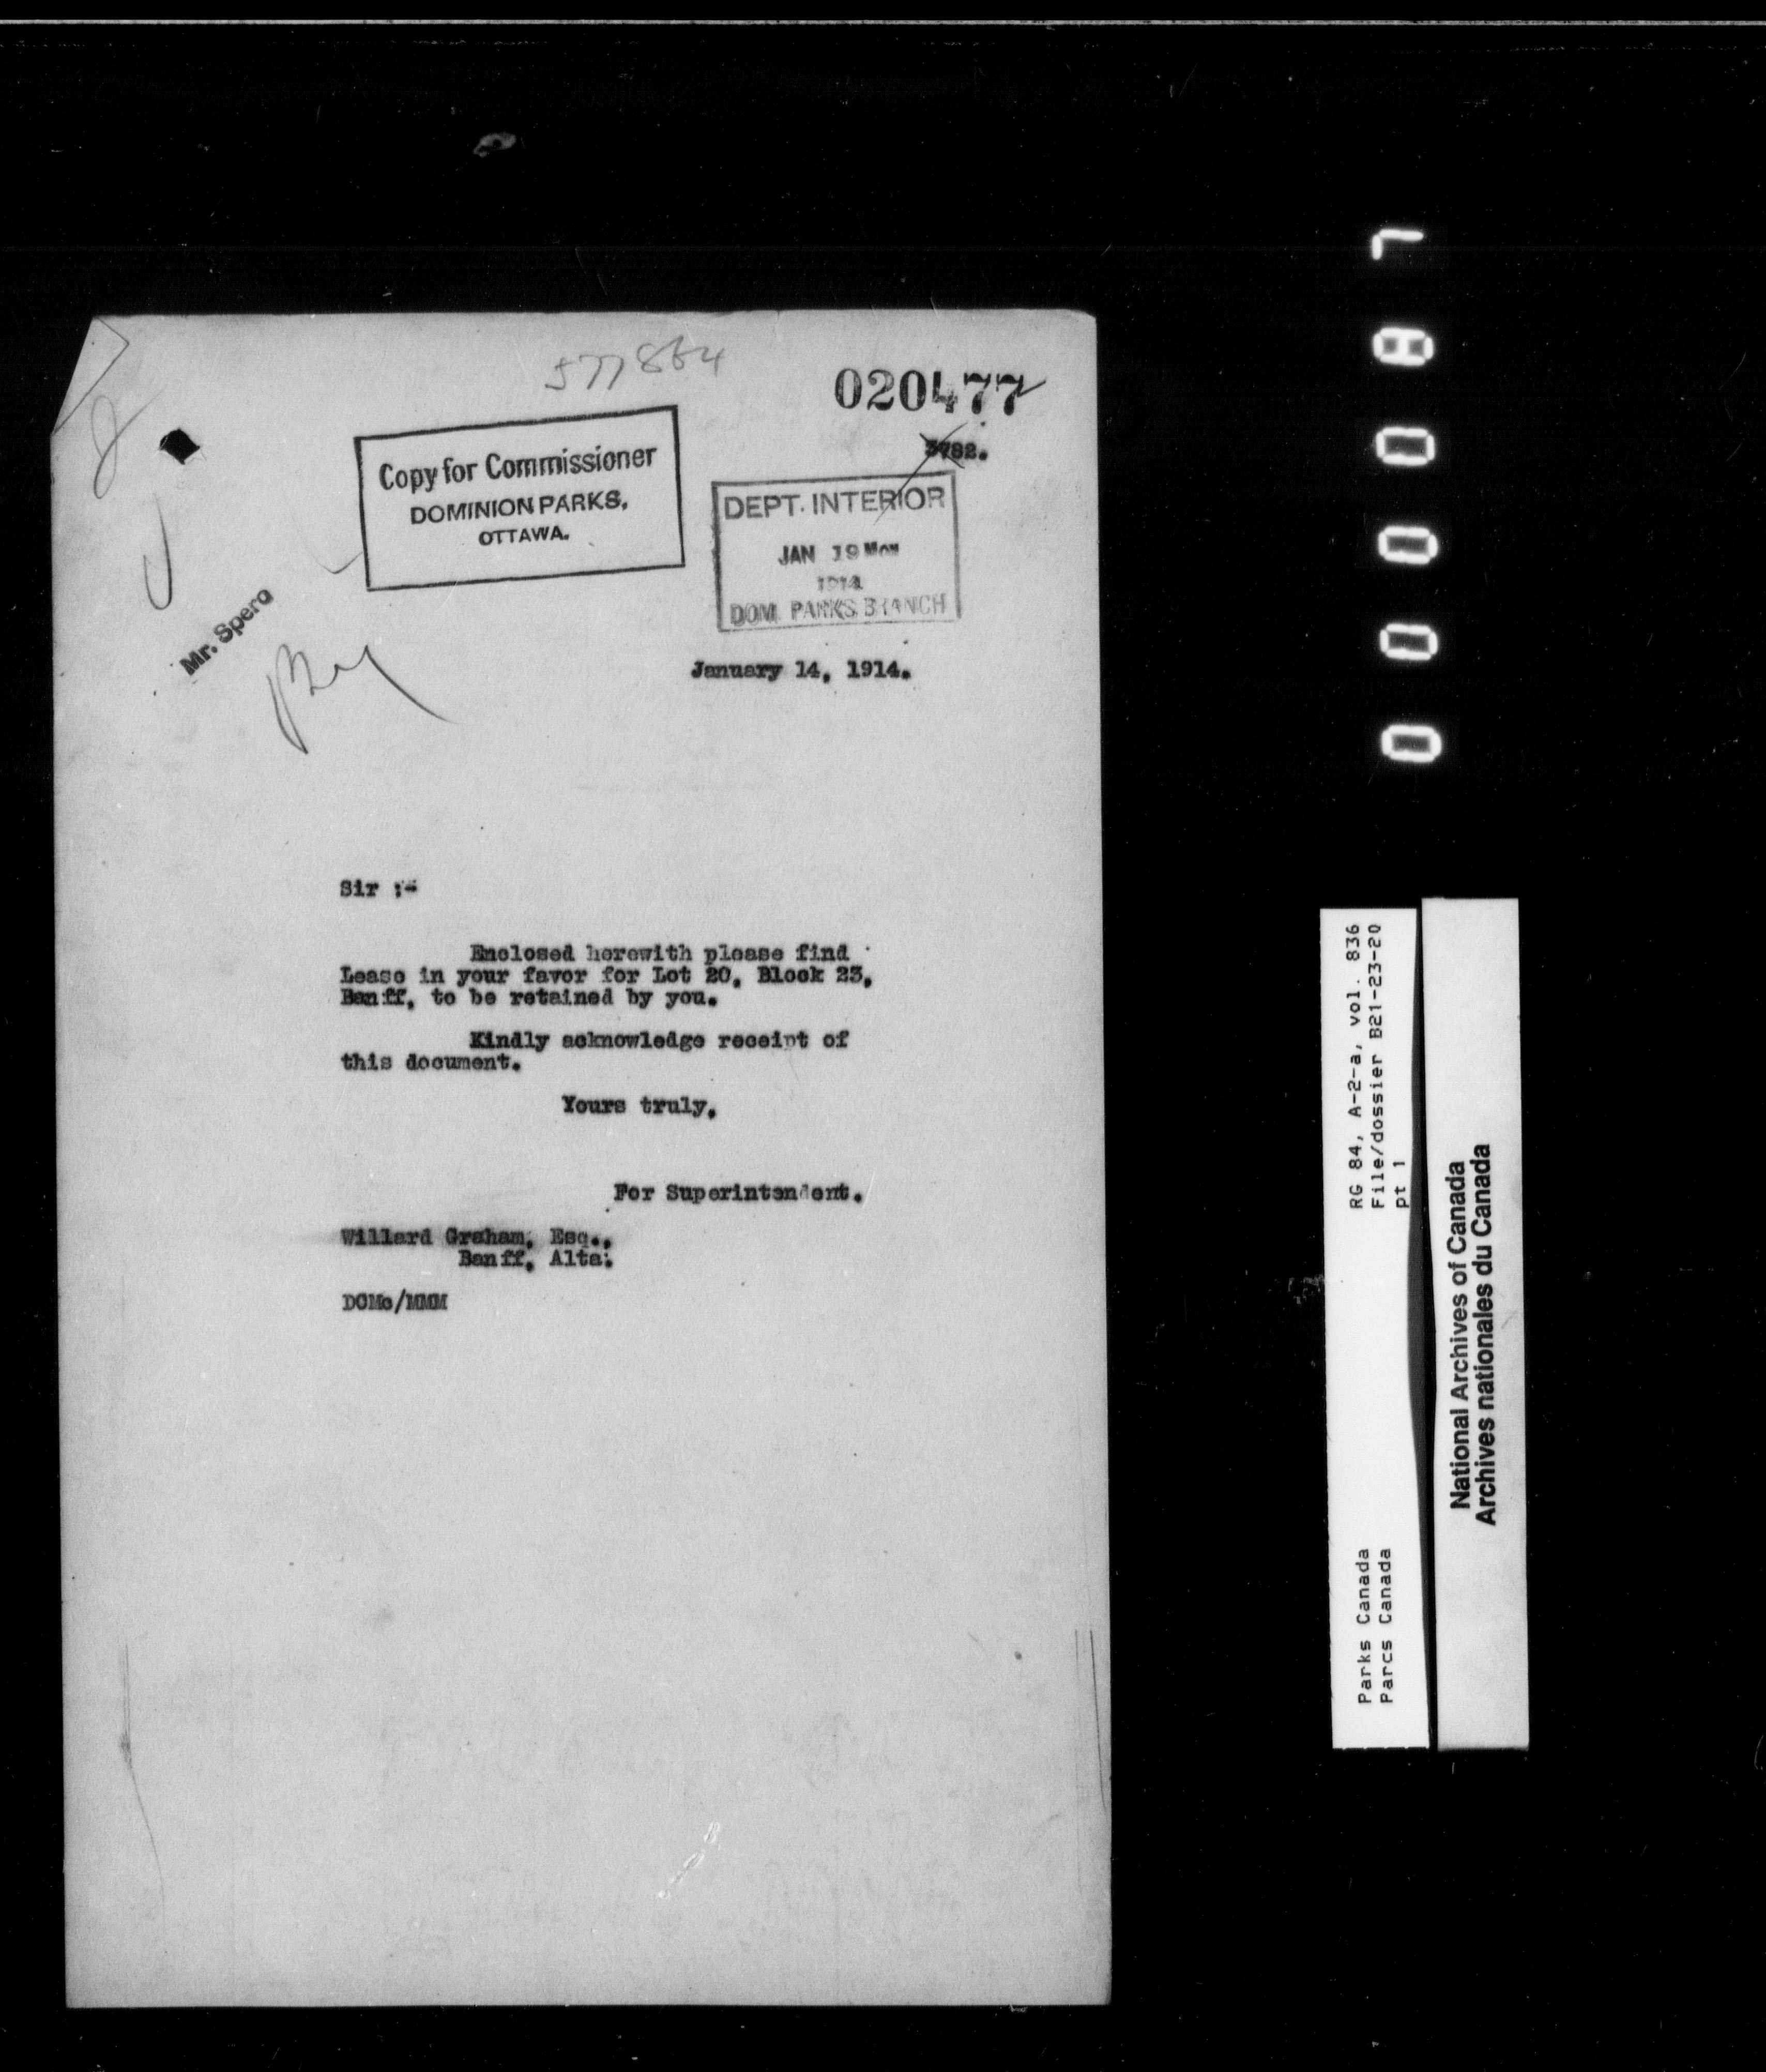 577864
020477
3782.
Copy for Commissioner
DOMINION PARKS,
OTTAWA.
DEPT. INTERIOR
JAN 19 Mon
1914
DOM. PARKS BRANCH
Mr. Spero
January 14, 1914.
Sir :-
Enclosed herewith please find
Lease in your favor for Lot 20, Block 23,
Banff, to be retained by you.
Kindly acknowledge receipt of
this document.
Yours truly,
For Superintendent.
Willard Graham, Esq.,
Banff, Alta.
DCMc/MMM
RG 84, A-2-a, vol. 836
File/dossier B21-23-20
pt 1
Parks Canada
Parcs Canada
National Archives of Canada
Archives nationales du Canada